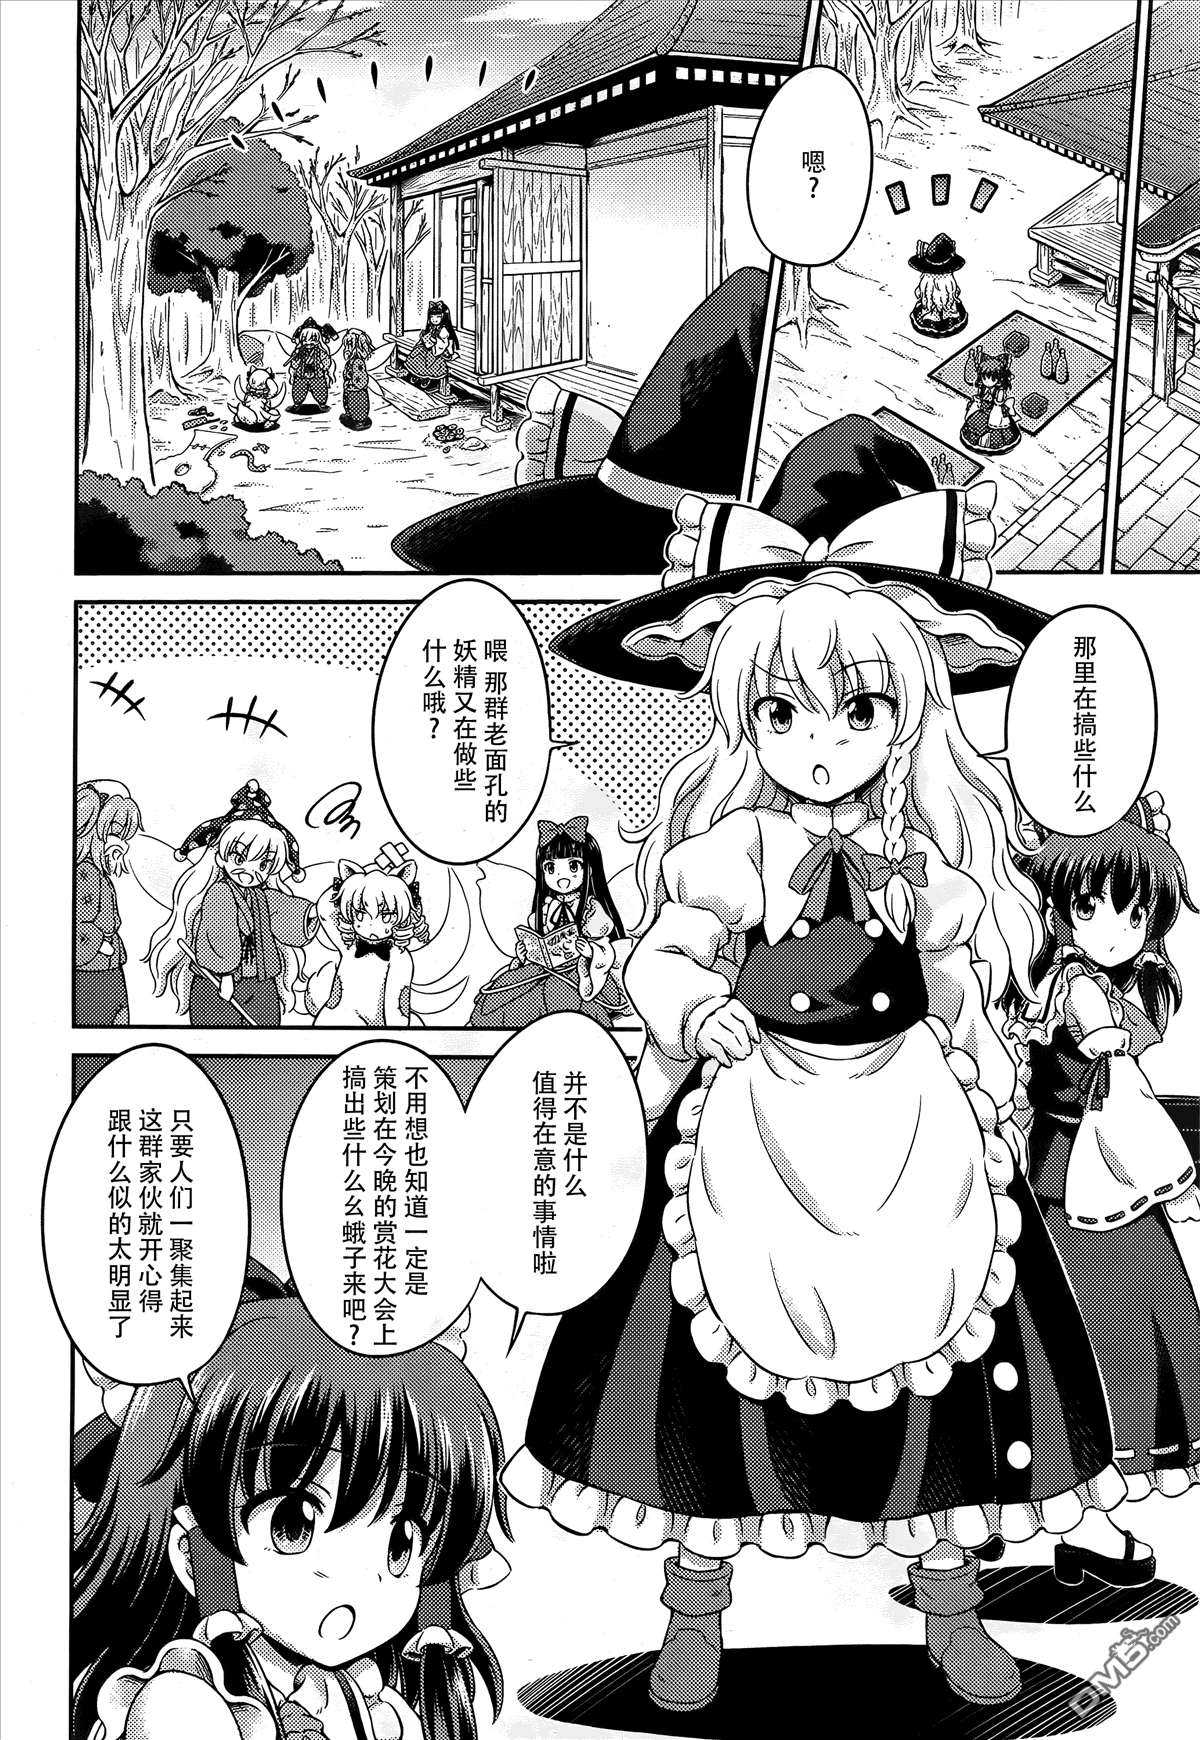 嗯？
那里在搞些什么
喂 那群老面孔的
妖精又在做些
什么哦？
并不是什么
值得在意的事情啦
不用想也知道一定是
策划在今晚的赏花大会上
搞出些什么幺蛾子来吧？
只要人们一聚集起来
这群家伙就开心得
跟什么似的太明显了
DM5.com